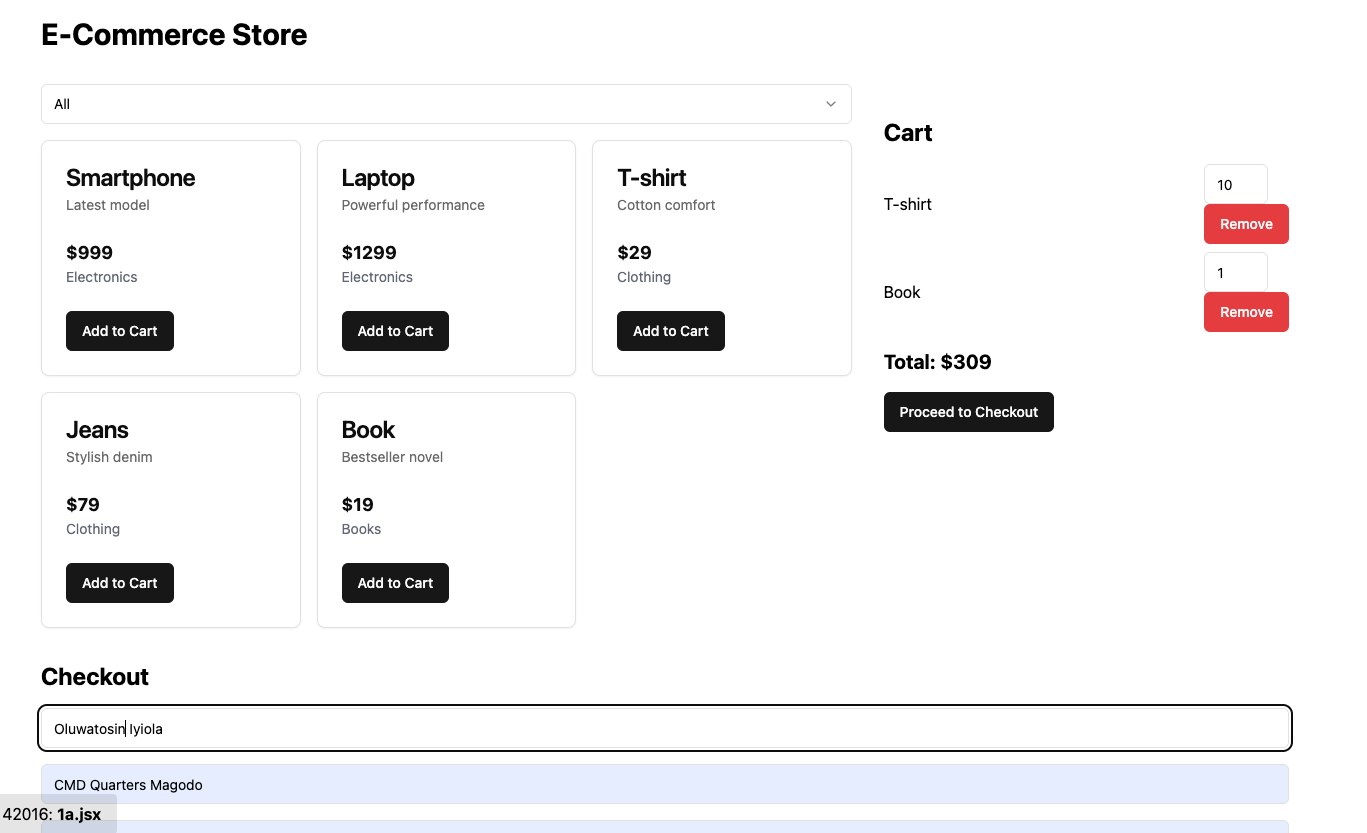 E-Commerce Store
All
Smartphone
Latest model
$999
Electronics
Add to Cart
Laptop
Powerful performance
$1299
Electronics
Add to Cart
T-shirt
Cotton comfort
$29
Clothing
Add to Cart
Jeans
Stylish denim
$79
Clothing
Add to Cart
Book
Bestseller novel
$19
Books
Add to Cart
Cart
T-shirt
10
Remove
Book
1
Remove
Total: $309
Proceed to Checkout
Checkout
Oluwatosin Iyiola
CMD Quarters Magodo
42016: 1a.jsx